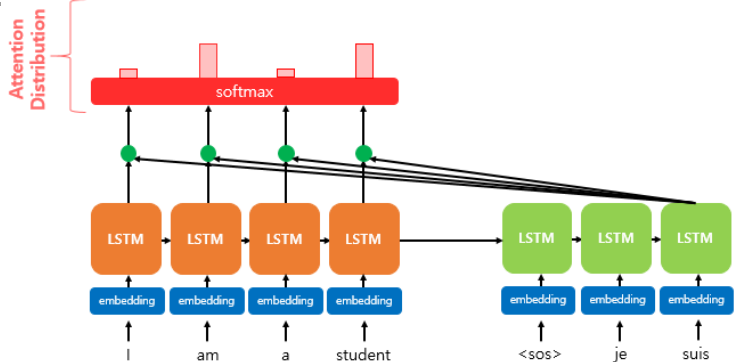 Attention
Distribution
softmax
LSTM LSTM LSTM LSTM LSTM LSTM LSTM
embedding embedding embedding embedding embedding embedding embedding
I am a student <sos> je suis